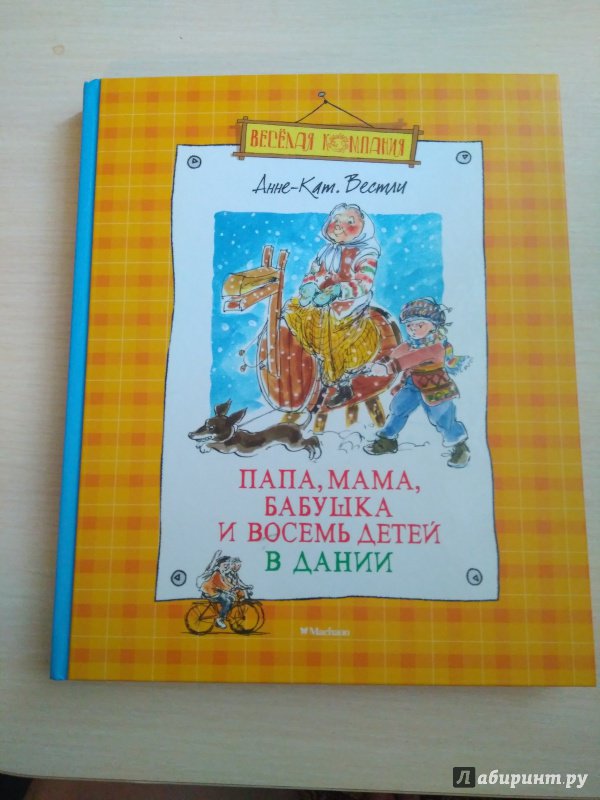 ВЕСЁЛАЯ КОМПАНИЯ
Анне-Кат. Вестли
ПАПА, МАМА,
БАБУШКА
И ВОСЕМЬ ДЕТЕЙ
В ДАНИИ
Machaon
Лабиринт.ру